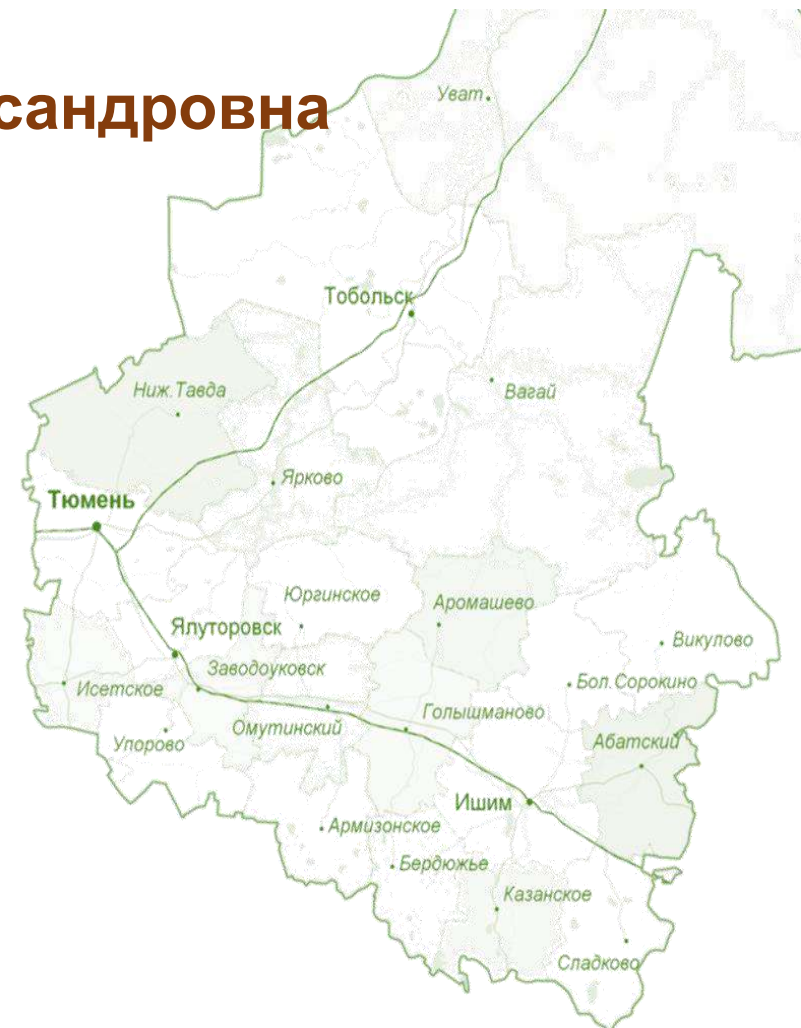 сандровна
Уват
Тобольск
Ниж.Тавда
Вагай
Ярково
Тюмень
Юргинское
Аромашево
Ялуторовск
Викулово
Заводоуковск
Исетское
Бол.Сорокино
Голышманово
Омутинский
Упорово
Абатский
Ишим
Армизонское
Бердюжье
Казанское
Сладково